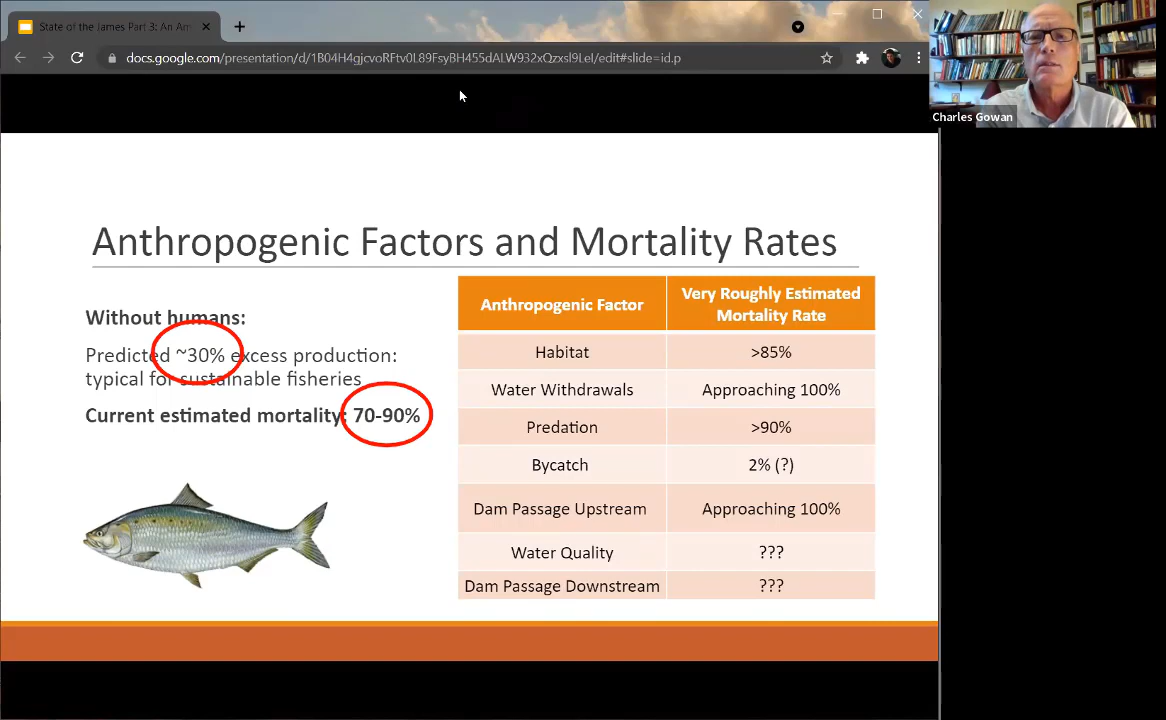 State of the James Part 3: An An
docs.google.com/presentation/d/1B04H4gjcvoRFtv0L89FsyBH455dALW932xQzxsl9LeI/edit#slide=id.p
Charles Gowan
Anthropogenic Factors and Mortality Rates
Without humans:
Predicted ~30% excess production:
typical for sustainable fisheries
Current estimated mortality: 70-90%
Anthropogenic Factor
Very Roughly Estimated
Mortality Rate
Habitat
>85%
Water Withdrawals
Approaching 100%
Predation
>90%
Bycatch
2% (?)
Dam Passage Upstream
Approaching 100%
Water Quality
???
Dam Passage Downstream
???